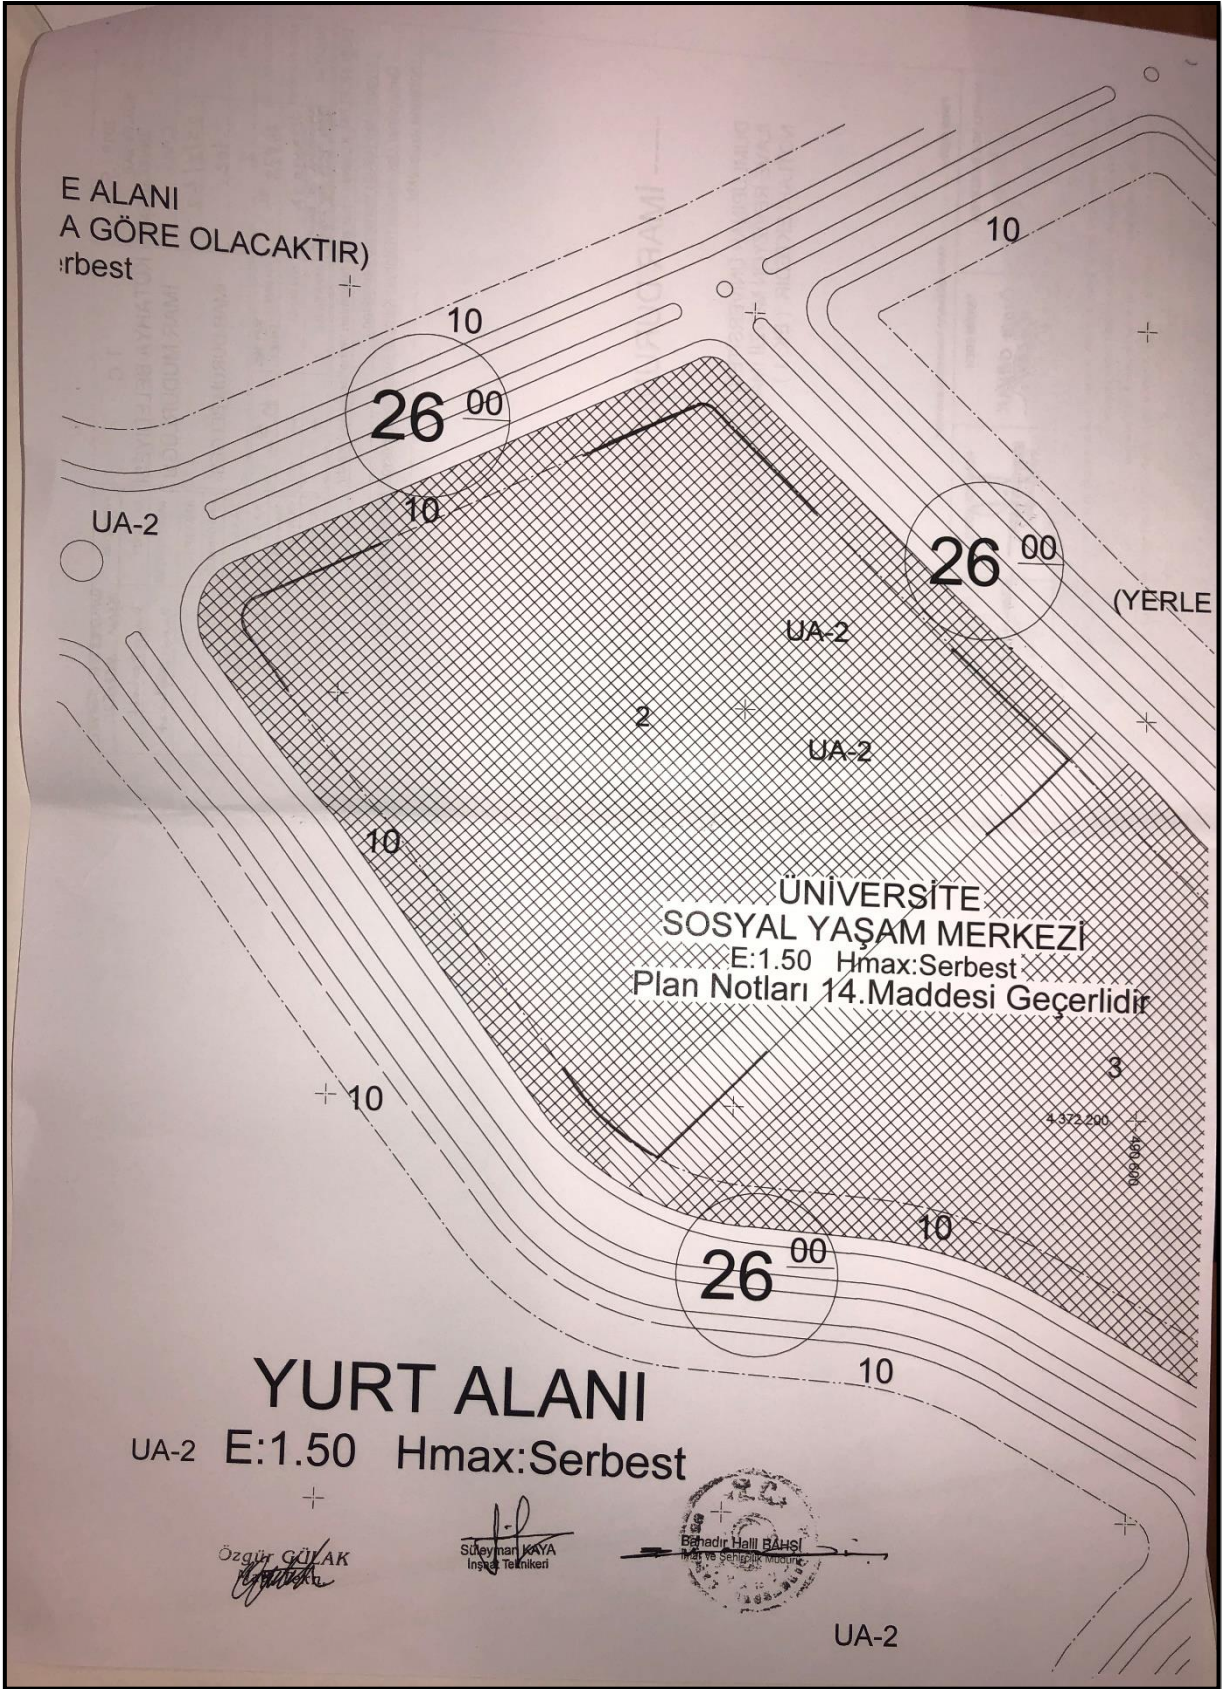 E ALANI
A GÖRE OLACAKTIR)
rbest
10
10
26 00
10
UA-2
26 00
(YERLE
UA-2
2
UA-2
10
ÜNİVERSİTE
SOSYAL YAŞAM MERKEZİ
E:1.50 Hmax:Serbest
Plan Notları 14.Maddesi Geçerlidir
3
10
4.372.200
490.600
10
26 00
10
YURT ALANI
UA-2 E:1.50 Hmax:Serbest
Özgür GÜLAK
Süleyman KAYA
İnşaat Teknikeri
Bahadır Halil BAHŞİ
İmar ve Şehircilik Müdürü
T.C.
UA-2